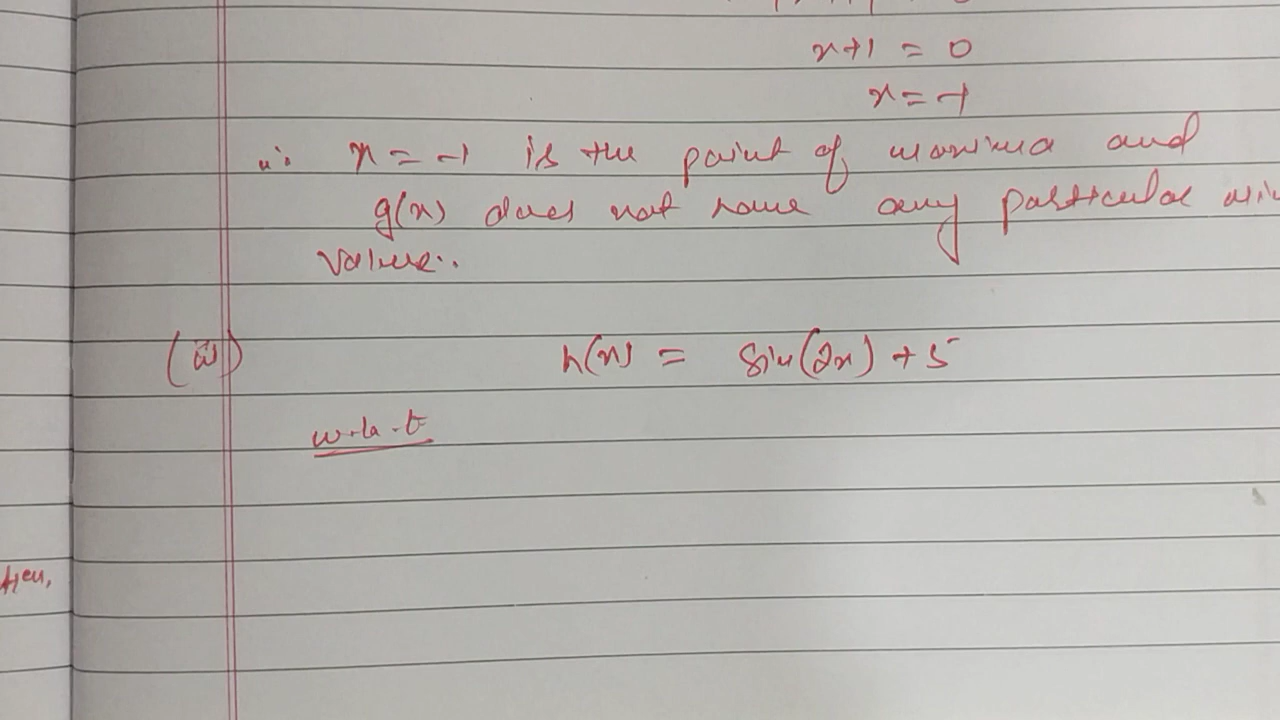 x+1 = 0
x = -1
∴ x = -1 is the point of maxima and
g(x) does not have any particular min
value.
(iii) h(x) = sin(2x) + 5
w.k.t